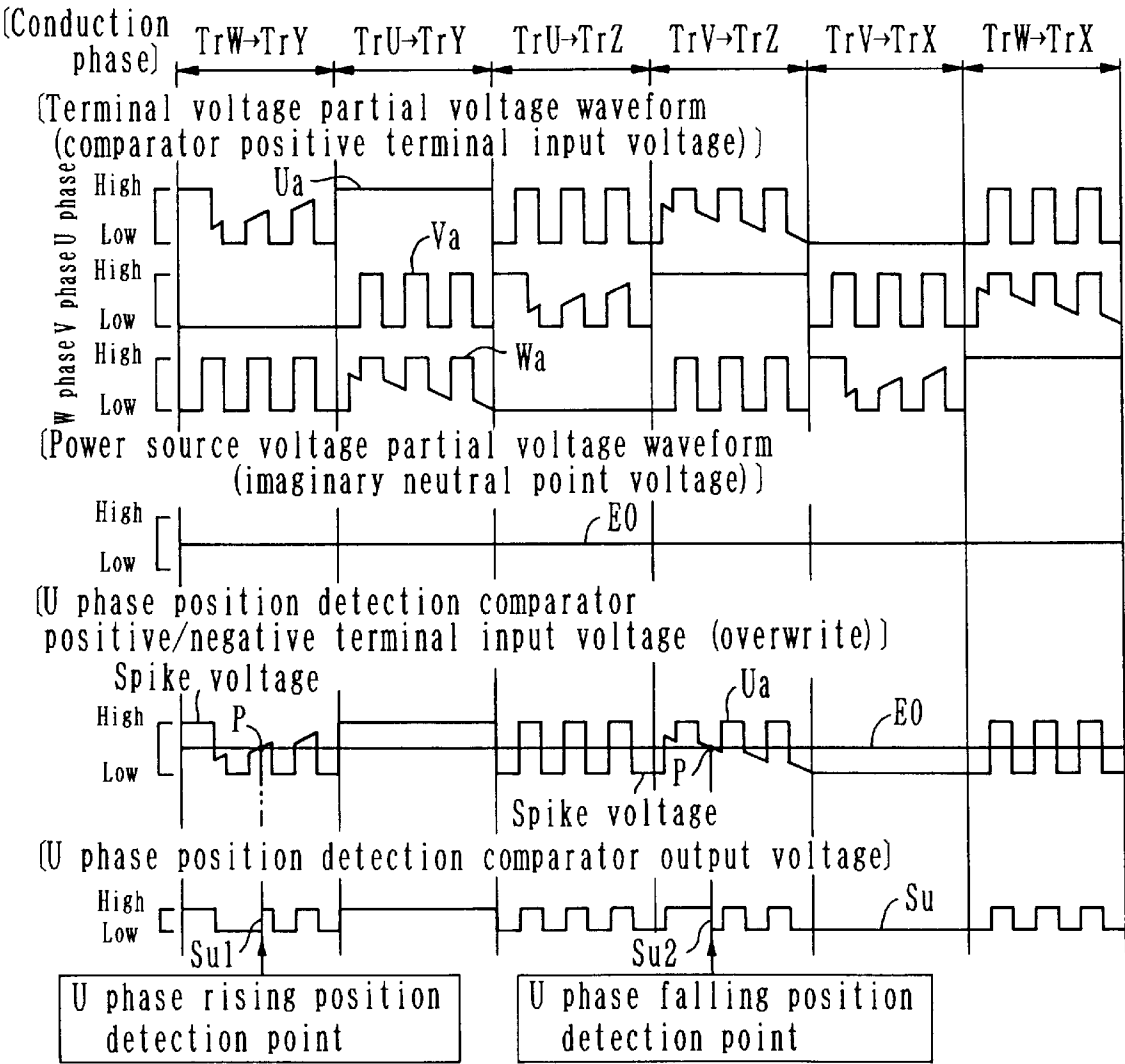 (Conduction phase)
TrW→TrY TrU→TrY TrU→TrZ TrV→TrZ TrV→TrX TrW→TrX
(Terminal voltage partial voltage waveform
(comparator positive terminal input voltage))
U phase
High
Low
Ua
V phase
High
Low
Va
W phase
High
Low
Wa
(Power source voltage partial voltage waveform
(imaginary neutral point voltage))
High
Low
E0
(U phase position detection comparator
positive/negative terminal input voltage (overwrite))
Spike voltage
High
Low
P
Ua
E0
P
Spike voltage
(U phase position detection comparator output voltage)
High
Low
Su1
Su2
Su
U phase rising position
detection point
U phase falling position
detection point